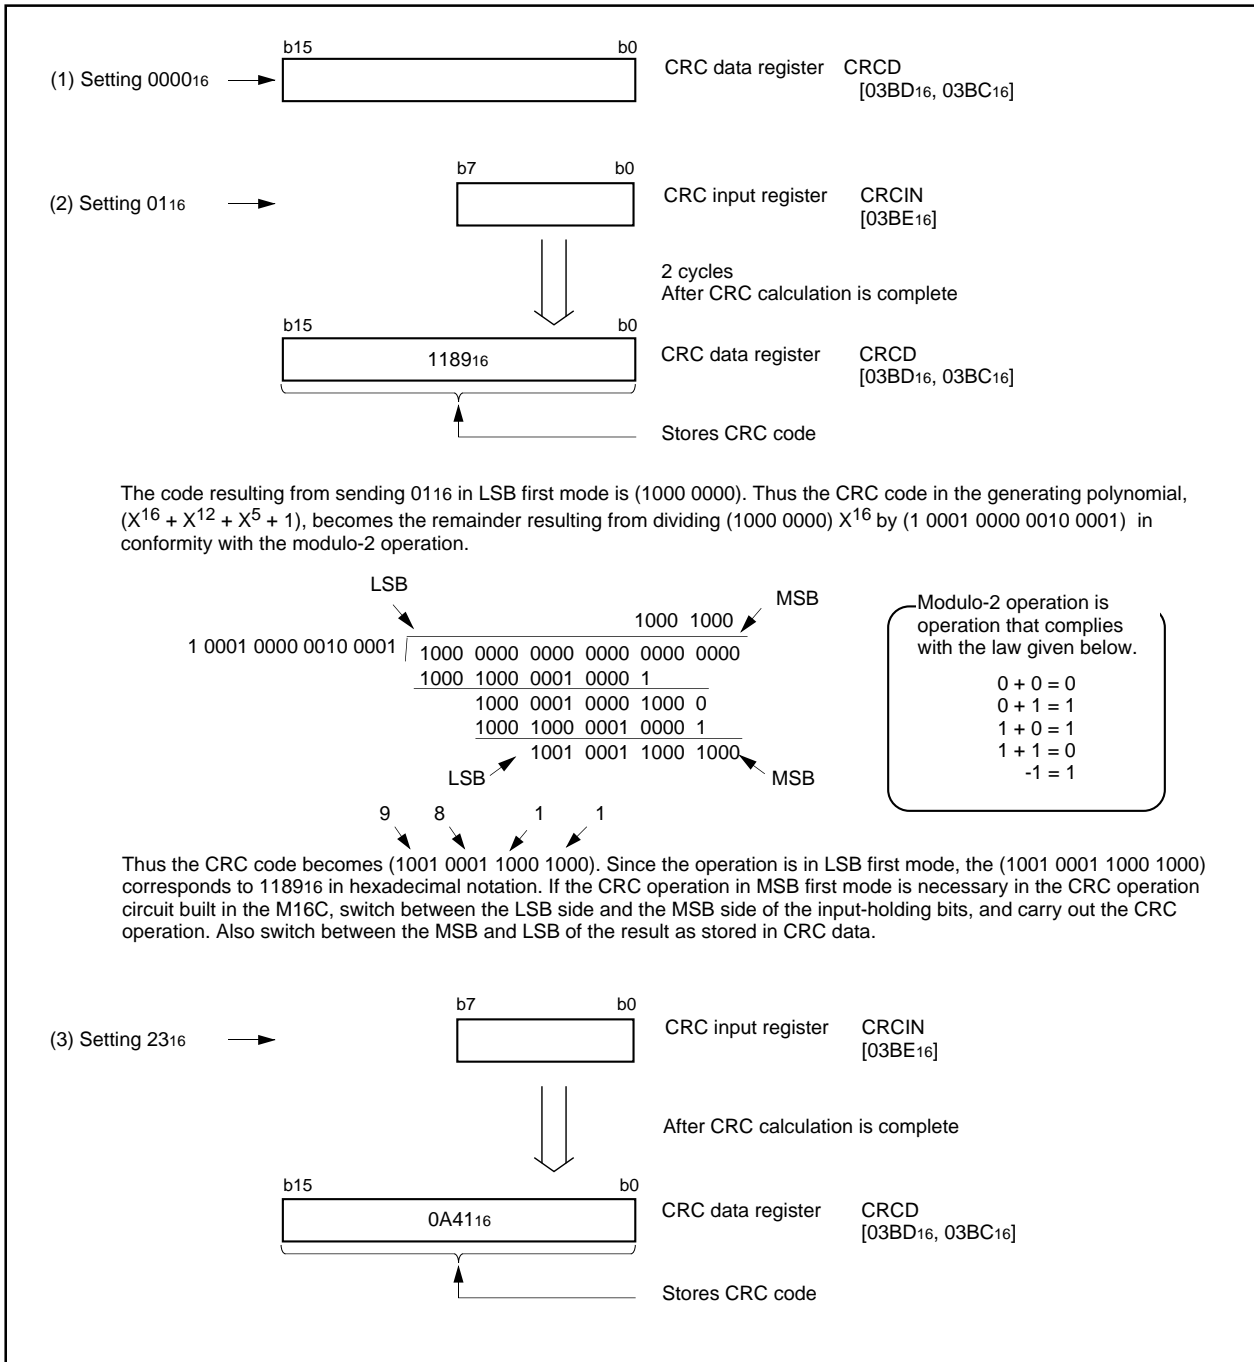 b15 b0
(1) Setting 0000₁₆ CRC data register CRCD
[03BD₁₆, 03BC₁₆]
b7 b0
(2) Setting 01₁₆ CRC input register CRCIN
[03BE₁₆]
2 cycles
After CRC calculation is complete
b15 b0
1189₁₆ CRC data register CRCD
[03BD₁₆, 03BC₁₆]
Stores CRC code
The code resulting from sending 01₁₆ in LSB first mode is (1000 0000). Thus the CRC code in the generating polynomial,
(X¹⁶ + X¹² + X⁵ + 1), becomes the remainder resulting from dividing (1000 0000) X¹⁶ by (1 0001 0000 0010 0001) in
conformity with the modulo-2 operation.
LSB MSB
1000 1000
1 0001 0000 0010 0001 1000 0000 0000 0000 0000 0000
1000 1000 0001 0000 1
1000 0001 0000 1000 0
1000 1000 0001 0000 1
1001 0001 1000 1000
LSB MSB
Modulo-2 operation is
operation that complies
with the law given below.
0 + 0 = 0
0 + 1 = 1
1 + 0 = 1
1 + 1 = 0
-1 = 1
9 8 1 1
Thus the CRC code becomes (1001 0001 1000 1000). Since the operation is in LSB first mode, the (1001 0001 1000 1000)
corresponds to 1189₁₆ in hexadecimal notation. If the CRC operation in MSB first mode is necessary in the CRC operation
circuit built in the M16C, switch between the LSB side and the MSB side of the input-holding bits, and carry out the CRC
operation. Also switch between the MSB and LSB of the result as stored in CRC data.
b7 b0
(3) Setting 23₁₆ CRC input register CRCIN
[03BE₁₆]
After CRC calculation is complete
b15 b0
0A41₁₆ CRC data register CRCD
[03BD₁₆, 03BC₁₆]
Stores CRC code